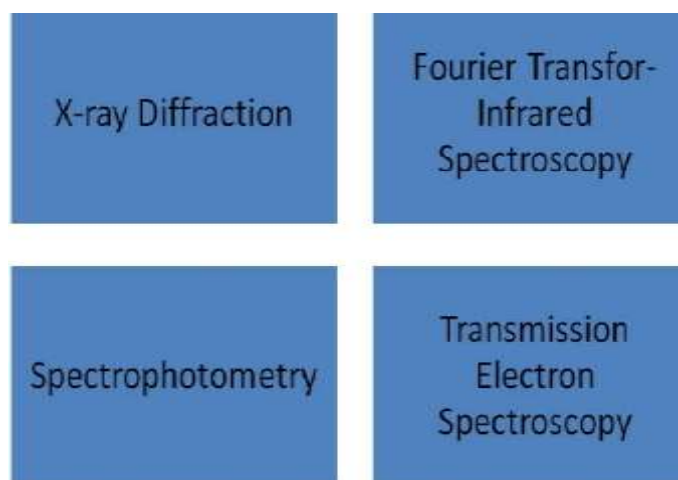 X-ray Diffraction
Fourier Transfor-
Infrared
Spectroscopy
Spectrophotometry
Transmission
Electron
Spectroscopy